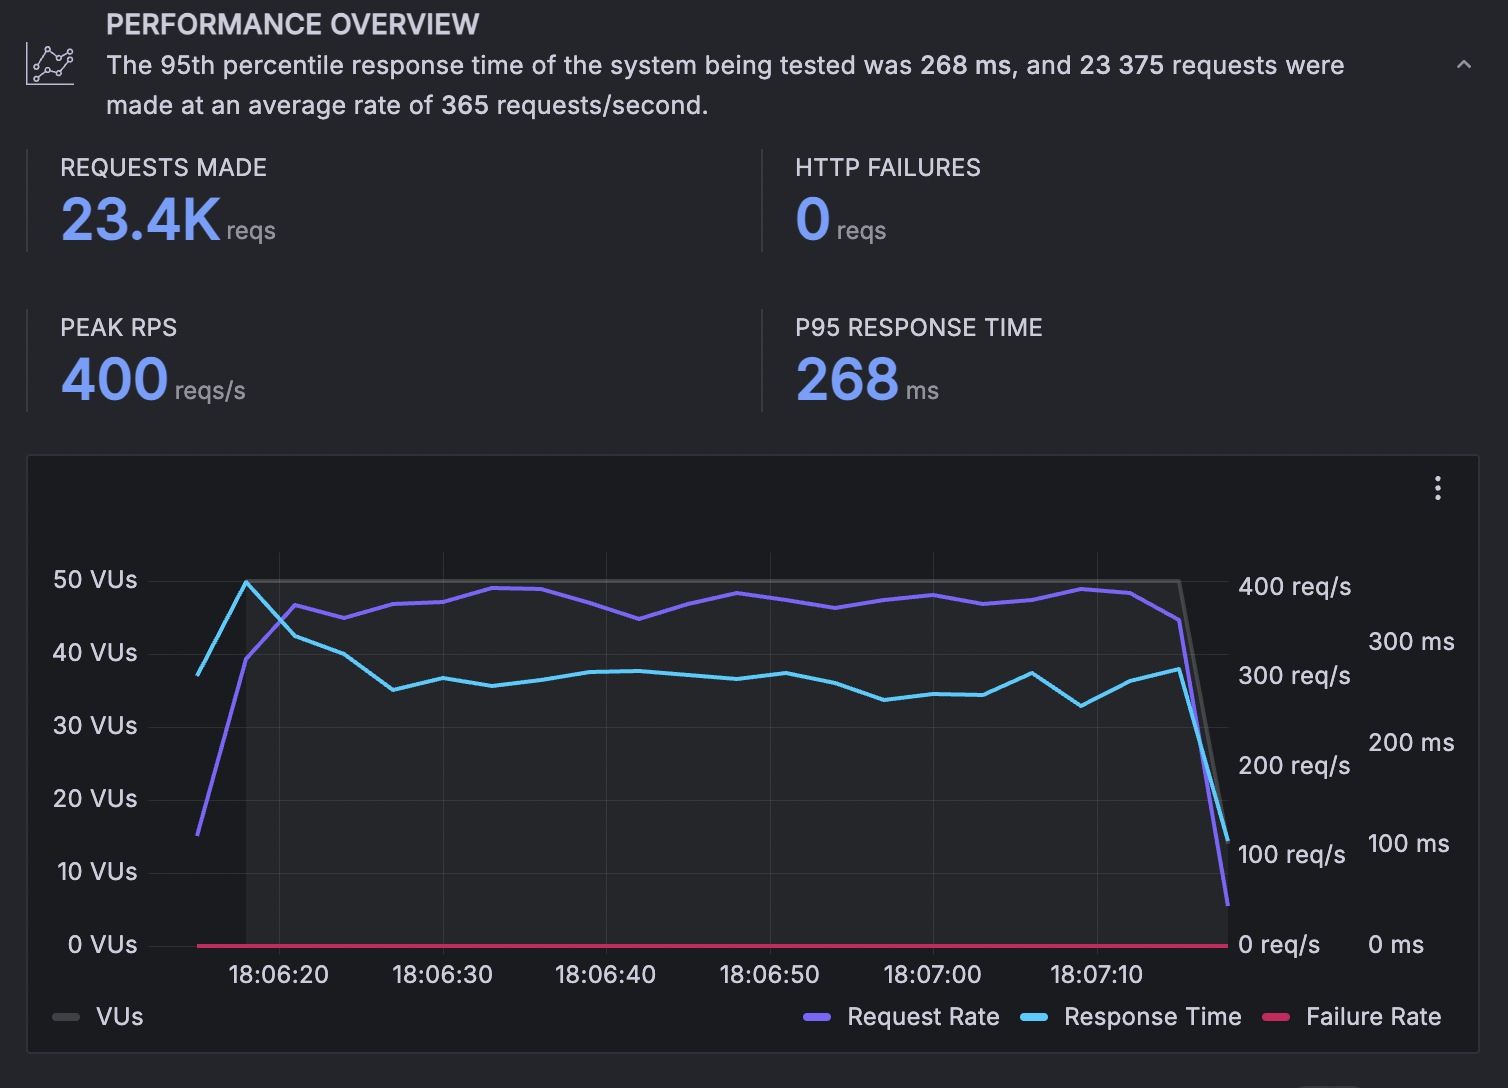 PERFORMANCE OVERVIEW
The 95th percentile response time of the system being tested was 268 ms, and 23 375 requests were
made at an average rate of 365 requests/second.
REQUESTS MADE
23.4K reqs
HTTP FAILURES
0 reqs
PEAK RPS
400 reqs/s
P95 RESPONSE TIME
268 ms
50 VUs
40 VUs
30 VUs
20 VUs
10 VUs
0 VUs
400 req/s
300 req/s
200 req/s
100 req/s
0 req/s
300 ms
200 ms
100 ms
0 ms
18:06:20 18:06:30 18:06:40 18:06:50 18:07:00 18:07:10
VUs Request Rate Response Time Failure Rate